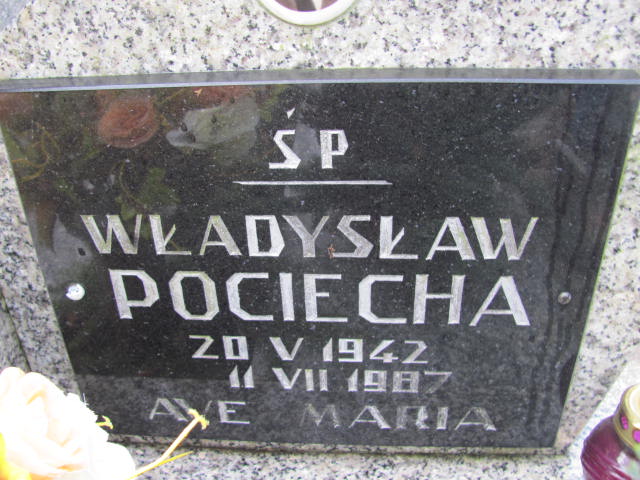 ŚP
WŁADYSŁAW
POCIECHA
20 V 1942
11 VII 1987
AVE MARIA